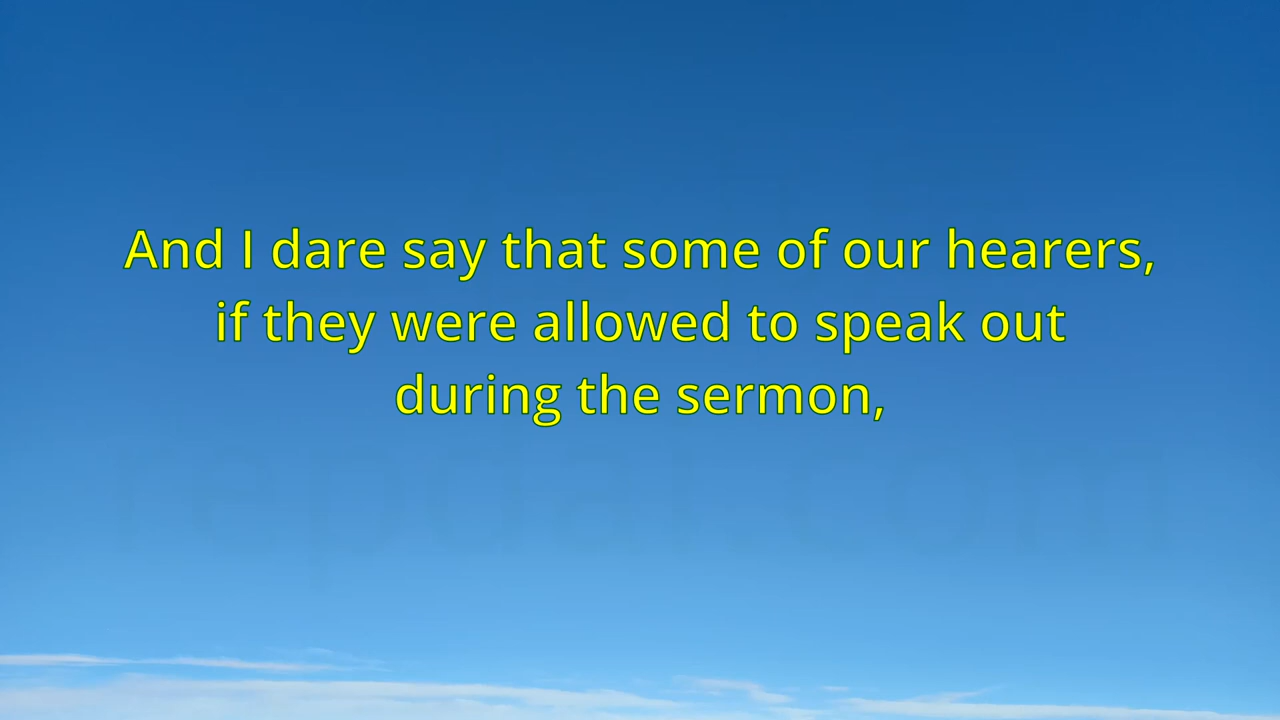 And I dare say that some of our hearers,
if they were allowed to speak out
during the sermon,